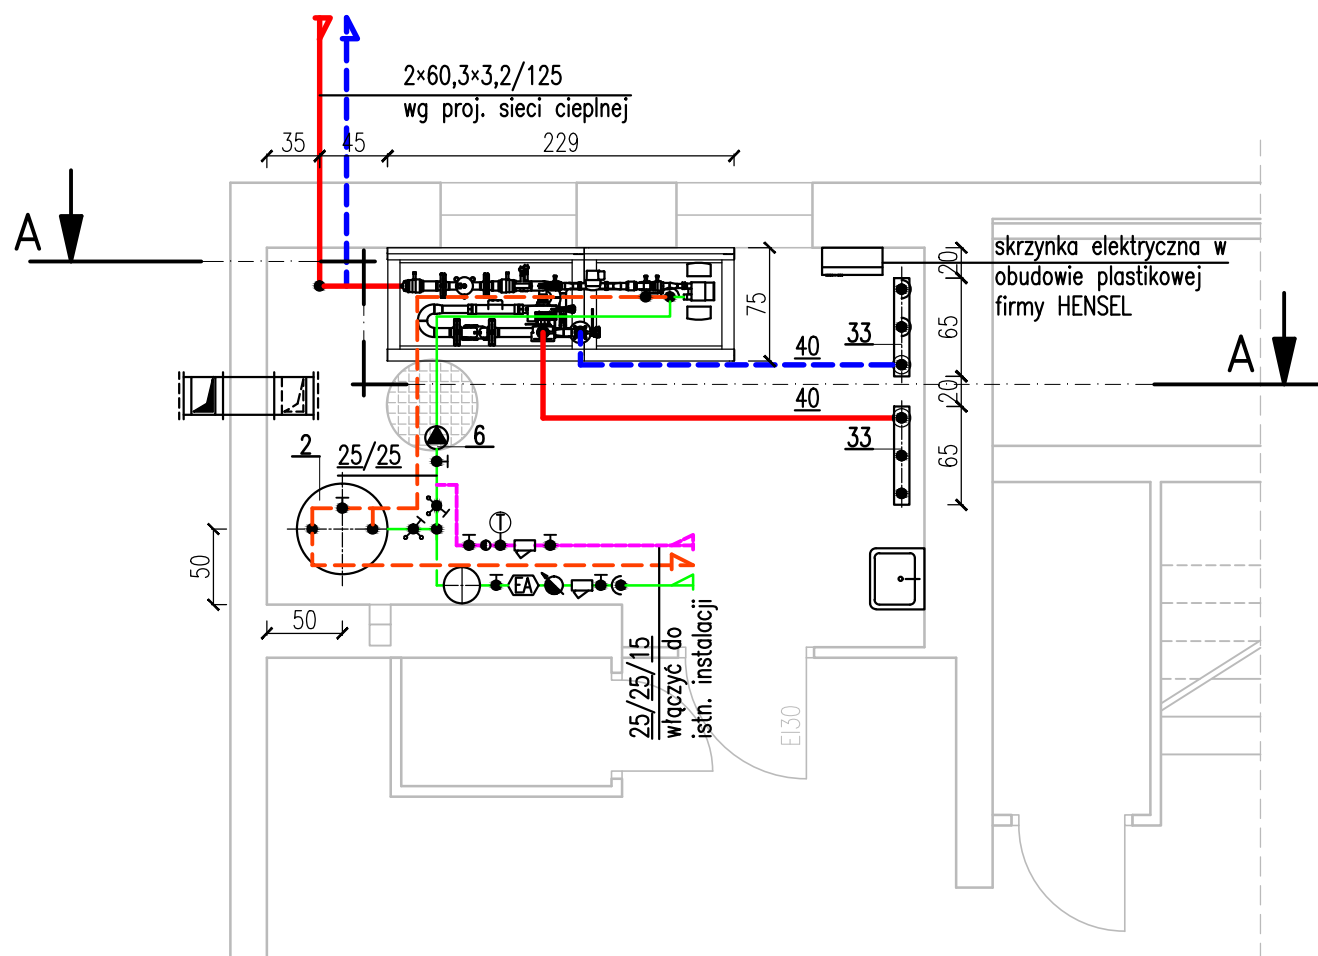 2×60,3×3,2/125
wg proj. sieci cieplnej
35
45
229
A
skrzynka elektryczna w
obudowie plastikowej
firmy HENSEL
20
75
65
33
40
A
20
40
33
65
6
2
25/25
T
50
EA
50
25/25/15
włączyć do
istn. instalacji
EI30